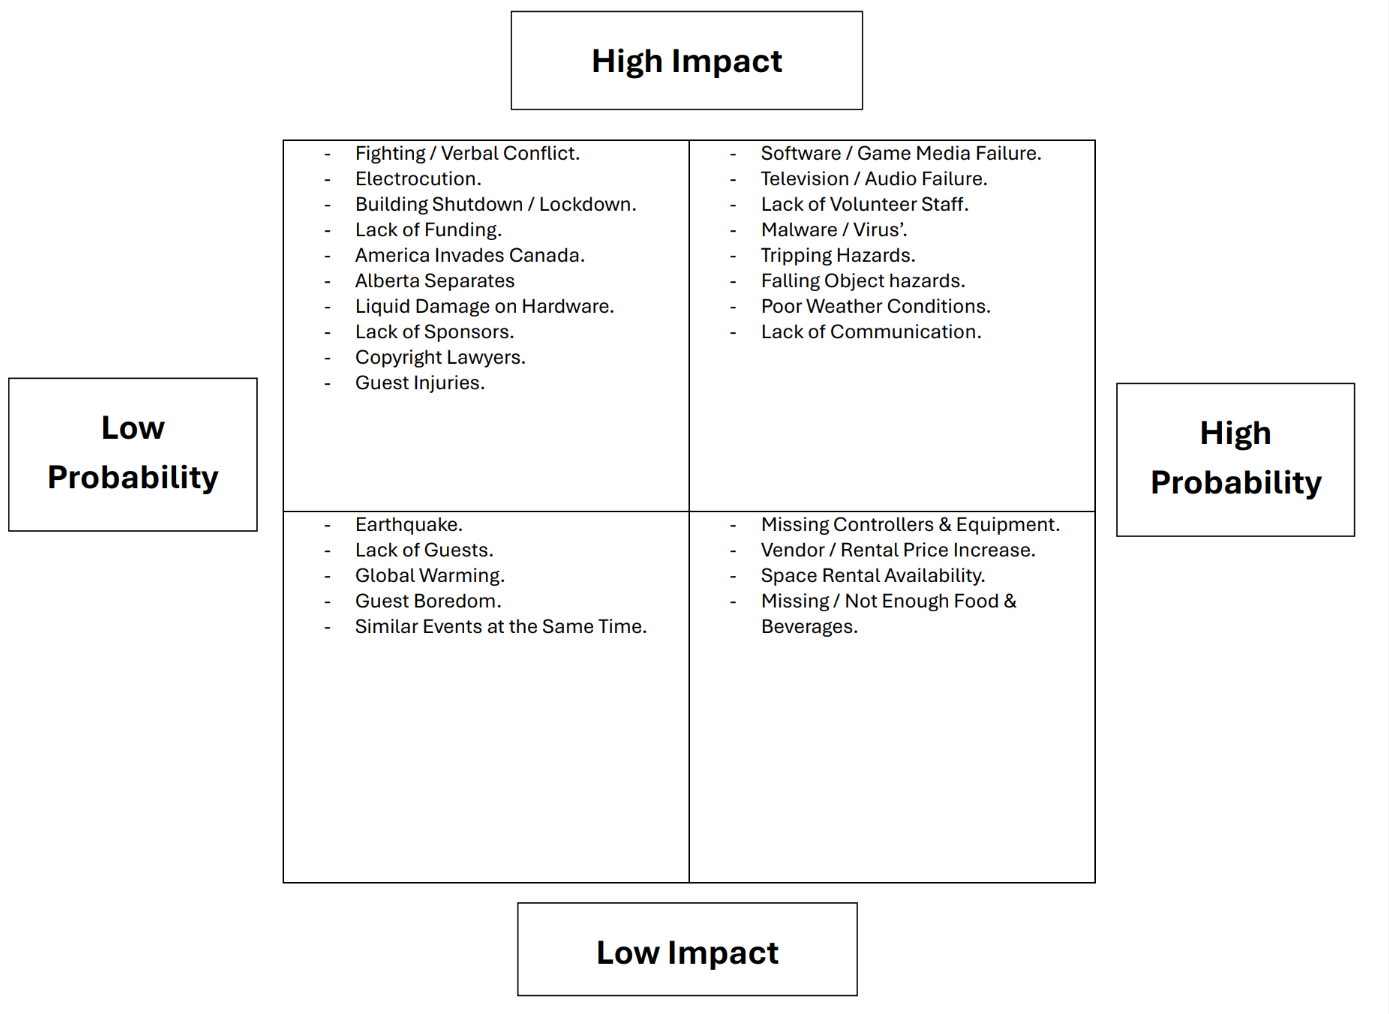 High Impact
- Fighting / Verbal Conflict.
- Electrocution.
- Building Shutdown / Lockdown.
- Lack of Funding.
- America Invades Canada.
- Alberta Separates
- Liquid Damage on Hardware.
- Lack of Sponsors.
- Copyright Lawyers.
- Guest Injuries.
- Software / Game Media Failure.
- Television / Audio Failure.
- Lack of Volunteer Staff.
- Malware / Virus’.
- Tripping Hazards.
- Falling Object hazards.
- Poor Weather Conditions.
- Lack of Communication.
Low
Probability
High
Probability
- Earthquake.
- Lack of Guests.
- Global Warming.
- Guest Boredom.
- Similar Events at the Same Time.
- Missing Controllers & Equipment.
- Vendor / Rental Price Increase.
- Space Rental Availability.
- Missing / Not Enough Food &
Beverages.
Low Impact